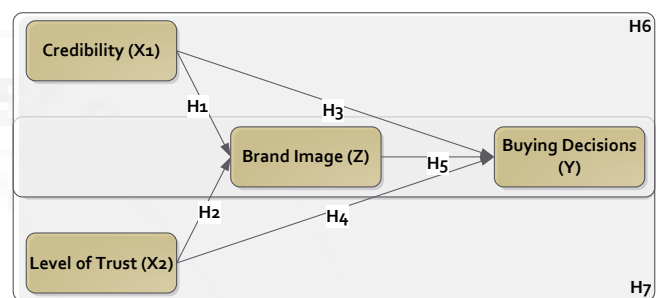 H6
Credibility (X1)
H1
H3
Brand Image (Z)
H5
Buying Decisions
(Y)
H2
H4
Level of Trust (X2)
H7